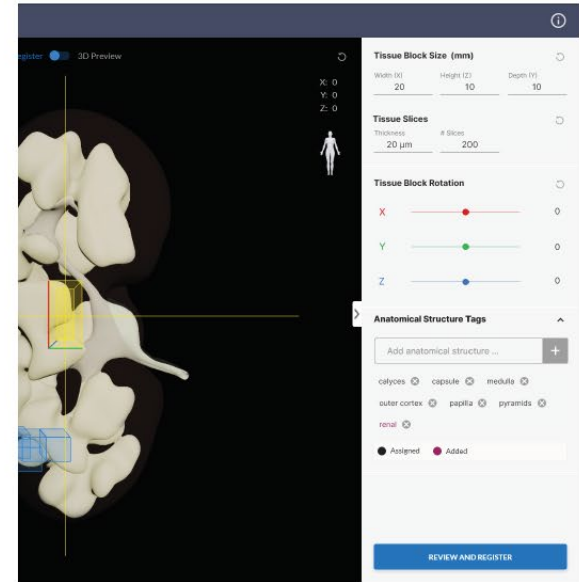 egister 3D Preview
X: 0
Y: 0
Z: 0
Tissue Block Size (mm)
Width (X) Height (Z) Depth (Y)
20 10 10
Tissue Slices
Thickness # Slices
20 µm 200
Tissue Block Rotation
X 0
Y 0
Z 0
Anatomical Structure Tags
Add anatomical structure ...
calyces capsule medulla
outer cortex papilla pyramids
renal
Assigned Added
REVIEW AND REGISTER